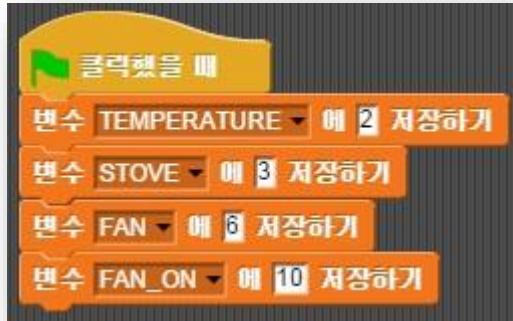 클릭했을 때
변수 TEMPERATURE 에 2 저장하기
변수 STOVE 에 3 저장하기
변수 FAN 에 6 저장하기
변수 FAN_ON 에 10 저장하기